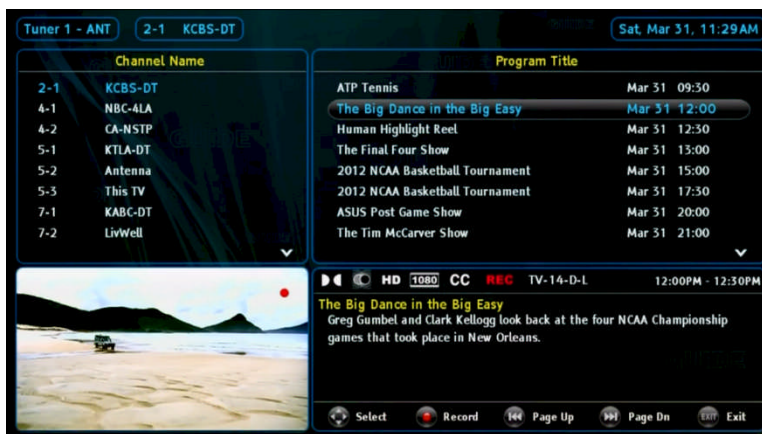 Tuner 1 - ANT 2-1 KCBS-DT Sat, Mar 31, 11:29AM
Channel Name
2-1 KCBS-DT
4-1 NBC-4LA
4-2 CA-NSTP
5-1 KTLA-DT
5-2 Antenna
5-3 This TV
7-1 KABC-DT
7-2 LivWell
Program Title
ATP Tennis Mar 31 09:30
The Big Dance in the Big Easy Mar 31 12:00
Human Highlight Reel Mar 31 12:30
The Final Four Show Mar 31 13:00
2012 NCAA Basketball Tournament Mar 31 15:00
2012 NCAA Basketball Tournament Mar 31 17:30
ASUS Post Game Show Mar 31 20:00
The Tim McCarver Show Mar 31 21:00
HD 1080 CC REC TV-14-D-L 12:00PM - 12:30PM
The Big Dance in the Big Easy
Greg Gumbel and Clark Kellogg look back at the four NCAA Championship
games that took place in New Orleans.
Select Record Page Up Page Dn EXIT Exit